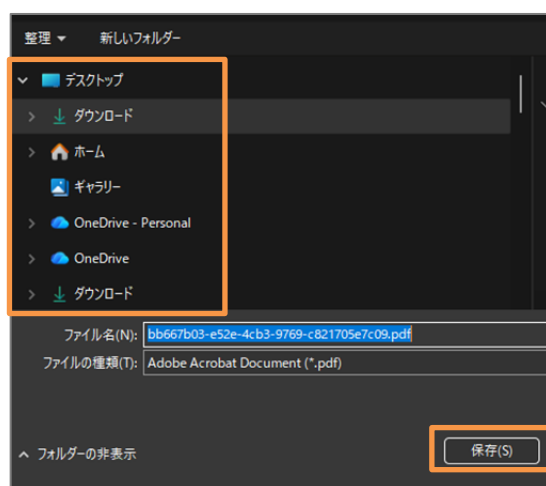 整理 新しいフォルダー
デスクトップ
ダウンロード
ホーム
ギャラリー
OneDrive - Personal
OneDrive
ダウンロード
ファイル名(N): bb667b03-e52e-4cb3-9769-c821705e7c09.pdf
ファイルの種類(T): Adobe Acrobat Document (*.pdf)
フォルダーの非表示 保存(S)